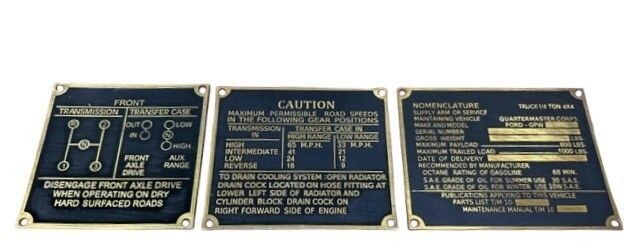 FRONT
TRANSMISSION TRANSFER CASE
OUT LOW
IN N
HIGH
1 3
FRONT AXLE DRIVE
AUX. RANGE
DISENGAGE FRONT AXLE DRIVE
WHEN OPERATING ON DRY
HARD SURFACED ROADS
CAUTION
MAXIMUM PERMISSIBLE ROAD SPEEDS
IN THE FOLLOWING GEAR POSITIONS
TRANSMISSION IN TRANSFER CASE IN
HIGH RANGE LOW RANGE
HIGH 65 M.P.H. 33 M.P.H.
INTERMEDIATE 41 21
LOW 24 12
REVERSE 18 9
TO DRAIN COOLING SYSTEM :OPEN RADIATOR
DRAIN COCK LOCATED ON HOSE FITTING AT
LOWER LEFT SIDE OF RADIATOR AND
CYLINDER BLOCK DRAIN COCK ON
RIGHT FORWARD SIDE OF ENGINE
NOMENCLATURE TRUCK 1/4 TON 4X4
SUPPLY ARM OR SERVICE
MAINTAINING VEHICLE QUARTERMASTER CORPS
MAKE AND MODEL FORD - GPW
SERIAL NUMBER
GROSS WEIGHT LBS
MAXIMUM PAYLOAD 800 LBS
MAXIMUM TRAILED LOAD 1000 LBS
DATE OF DELIVERY
RECOMMENDED BY MANUFACTURER
OCTANE RATING OF GASOLINE 68 MIN.
S.A.E. GRADE OF OIL FOR SUMMER USE 30 S.A.E.
S.A.E. GRADE OF OIL FOR WINTER USE 10W S.A.E.
PUBLICATIONS APPLYING TO THIS VEHICLE
PARTS LIST T/M 10-
MAINTENANCE MANUAL T/M 10